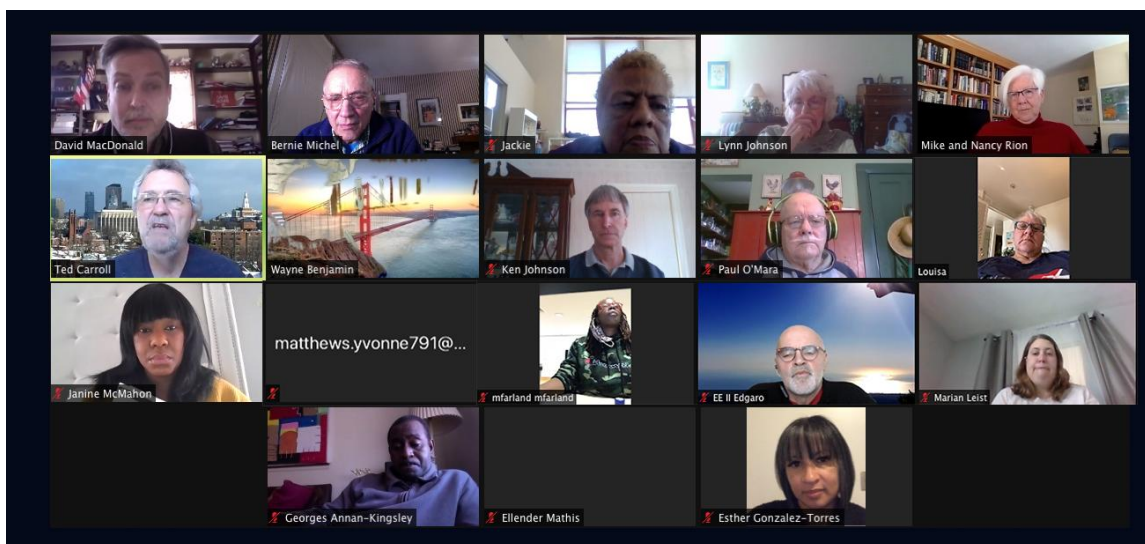 David MacDonald
Bernie Michel
Jackie
Lynn Johnson
Mike and Nancy Rion
Ted Carroll
Wayne Benjamin
Ken Johnson
Paul O'Mara
Louisa
Janine McMahon
matthews.yvonne791@...
mfarland mfarland
EE II Edgaro
Marian Leist
Georges Annan-Kingsley
Ellender Mathis
Esther Gonzalez-Torres